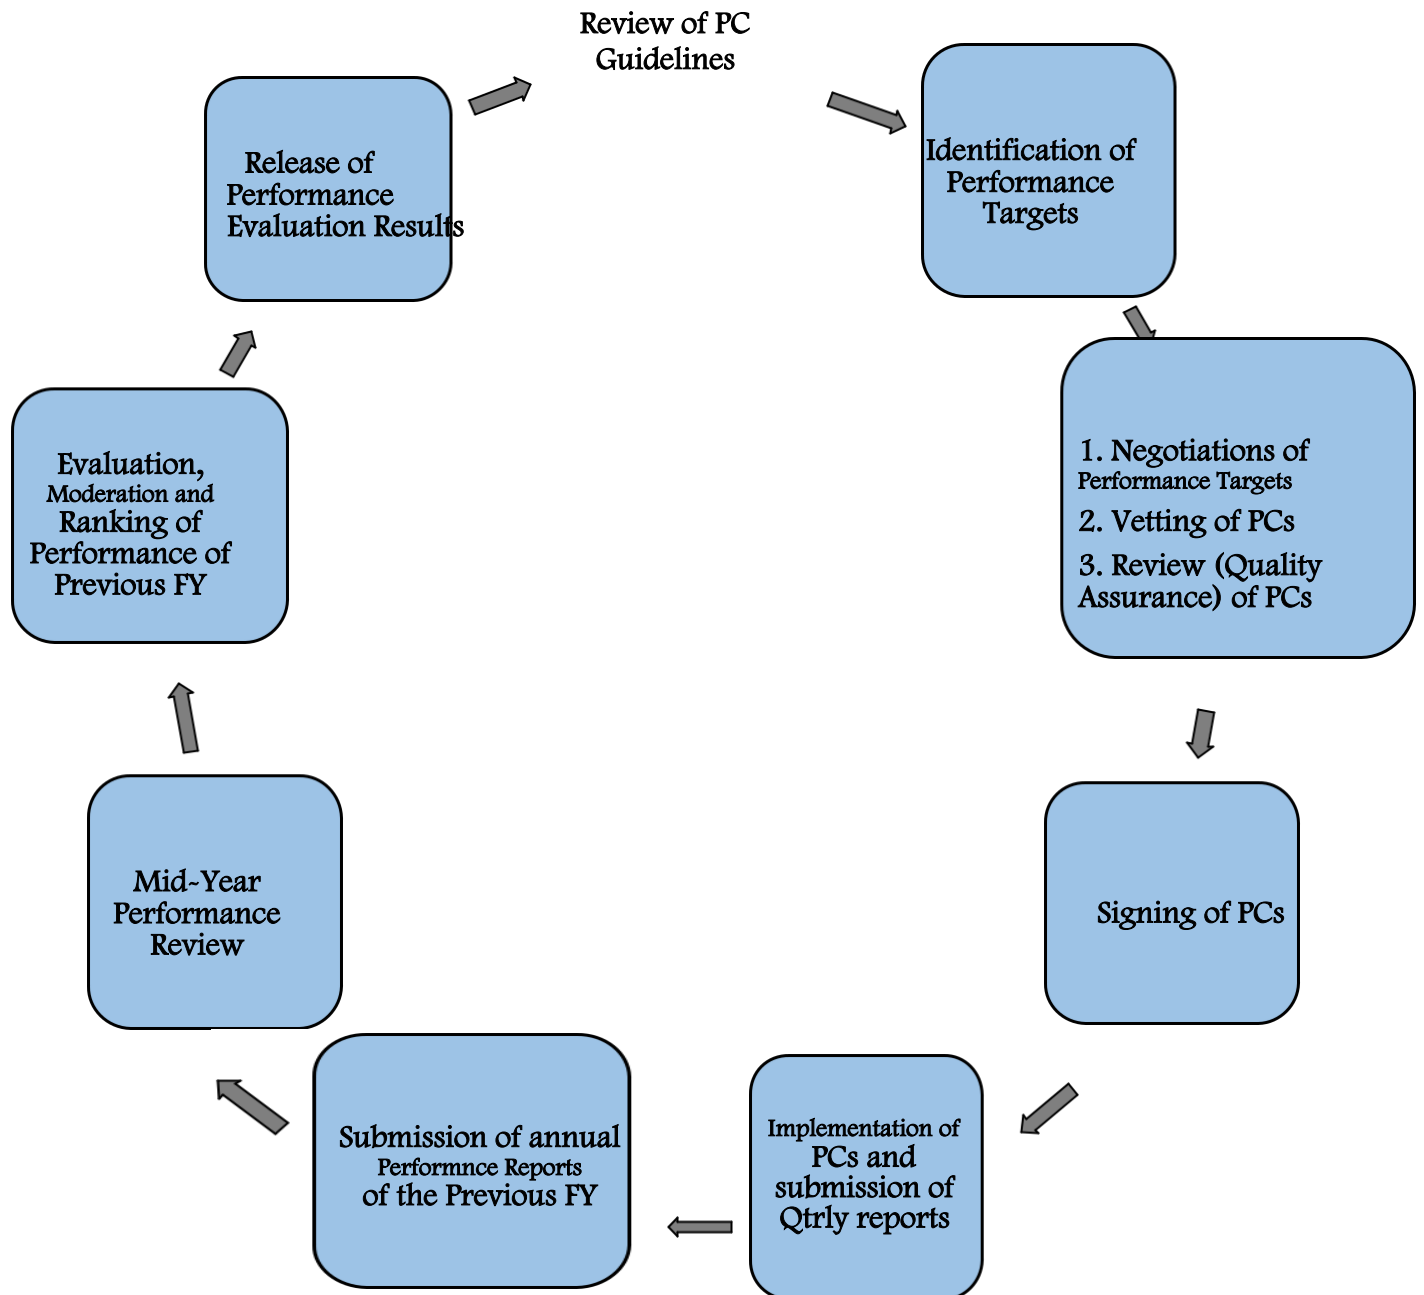 Review of PC
Guidelines
Identification of
Performance
Targets
1. Negotiations of
Performance Targets
2. Vetting of PCs
3. Review (Quality
Assurance) of PCs
Signing of PCs
Implementation of
PCs and
submission of
Qtrly reports
Submission of annual
Performnce Reports
of the Previous FY
Mid-Year
Performance
Review
Evaluation,
Moderation and
Ranking of
Performance of
Previous FY
Release of
Performance
Evaluation Results